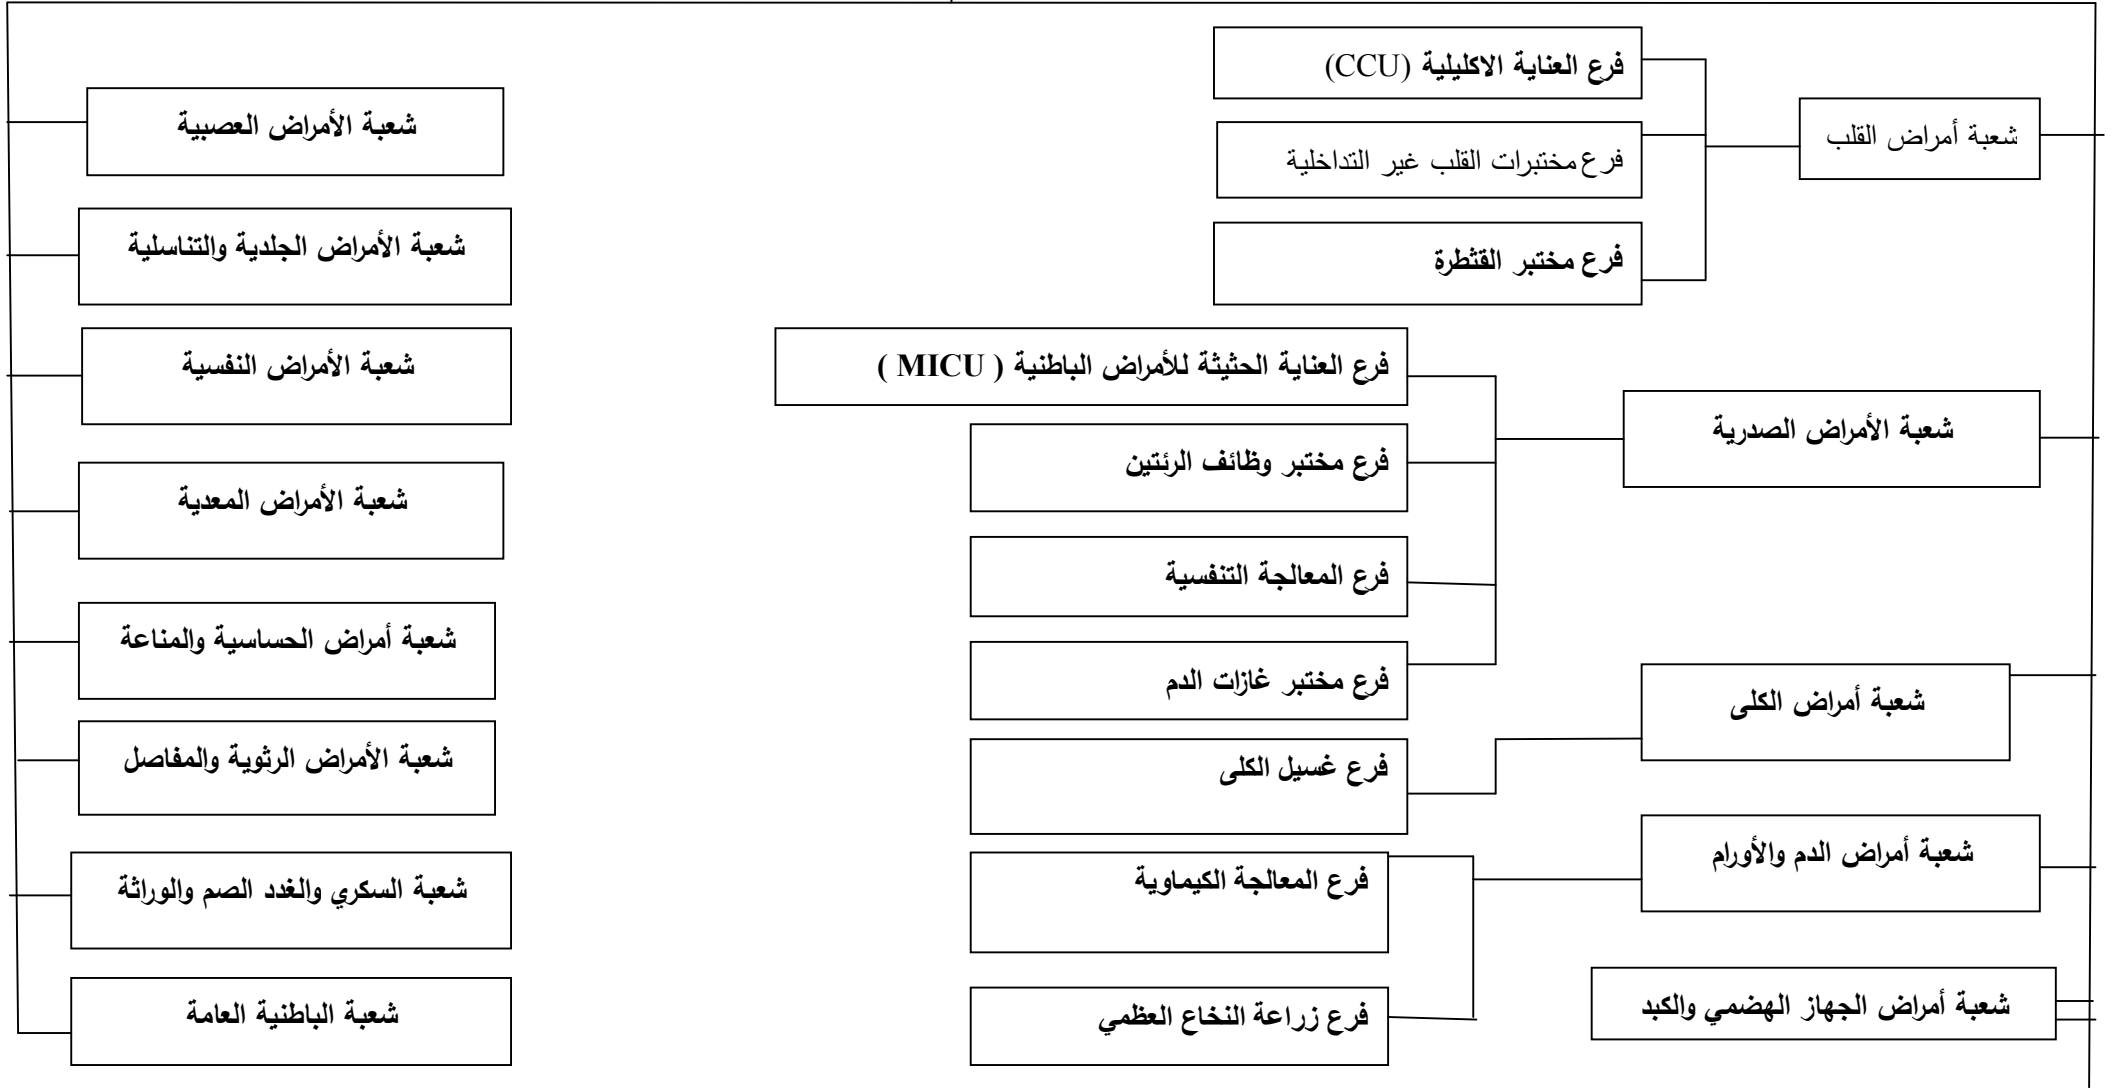 شعبة أمراض القلب
فرع العناية الاكليلية (CCU)
فرع مختبرات القلب غير التداخلية
فرع مختبر القثطرة
شعبة الأمراض الصدرية
فرع العناية الحثيثة للأمراض الباطنية ( MICU )
فرع مختبر وظائف الرئتين
فرع المعالجة التنفسية
فرع مختبر غازات الدم
شعبة أمراض الكلى
فرع غسيل الكلى
شعبة أمراض الدم والأورام
فرع المعالجة الكيماوية
فرع زراعة النخاع العظمي
شعبة أمراض الجهاز الهضمي والكبد
شعبة الأمراض العصبية
شعبة الأمراض الجلدية والتناسلية
شعبة الأمراض النفسية
شعبة الأمراض المعدية
شعبة أمراض الحساسية والمناعة
شعبة الأمراض الرثوية والمفاصل
شعبة السكري والغدد الصم والوراثة
شعبة الباطنية العامة